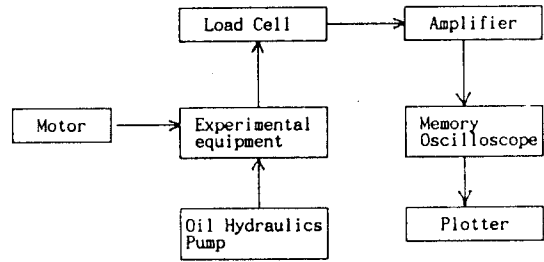 Load Cell
Amplifier
Motor
Experimental
equipment
Memory
Oscilloscope
Oil Hydraulics
Pump
Plotter